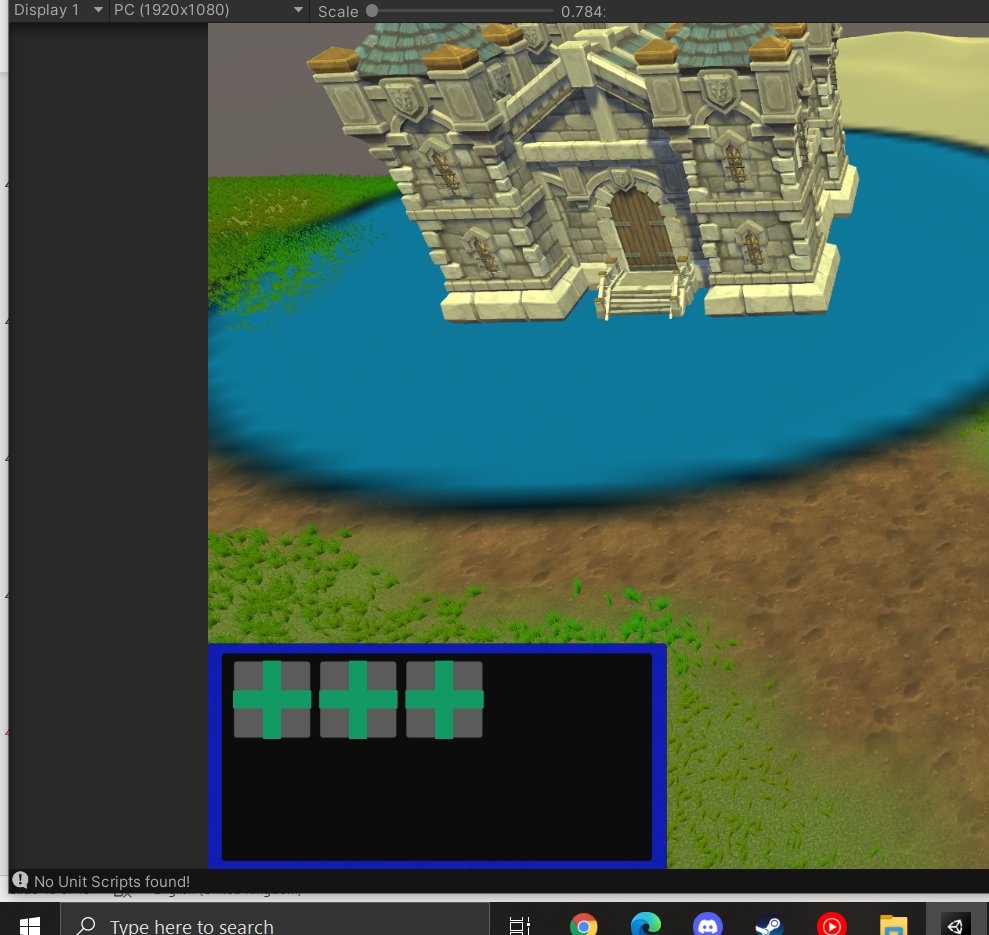 Display 1 PC (1920x1080) Scale 0.784:
No Unit Scripts found!
Type here to search